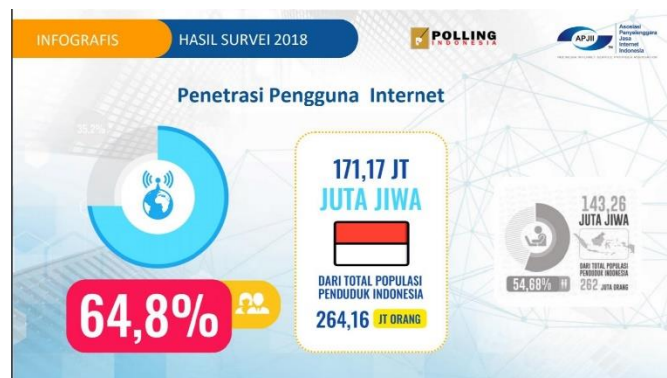 INFOGRAFIS
HASIL SURVEI 2018
POLLING
INDONESIA
APJII
Asosiasi
Penyelenggara
Jasa
Internet
Indonesia
Penetrasi Pengguna Internet
35,2%
64,8%
171,17 JT
JUTA JIWA
DARI TOTAL POPULASI
PENDUDUK INDONESIA
264,16 JT ORANG
143,26
JUTA JIWA
DARI TOTAL POPULASI
PENDUDUK INDONESIA
262 JUTA ORANG
54,68%